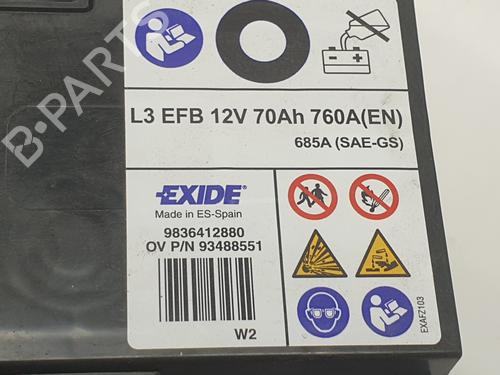 L3 EFB 12V 70Ah 760A(EN)
685A (SAE-GS)
EXIDE
Made in ES-Spain
9836412880
OV P/N 93488551
W2
EXAFZ103
B-PARTS